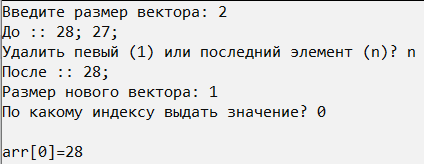 Введите размер вектора: 2
До :: 28; 27;
Удалить певый (1) или последний элемент (n)? n
После :: 28;
Размер нового вектора: 1
По какому индексу выдать значение? 0
arr[0]=28